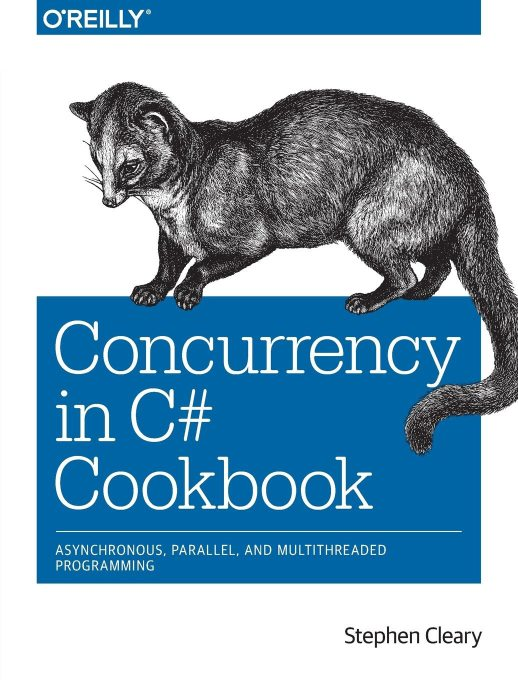 O'REILLY®
Concurrency
in C#
Cookbook
ASYNCHRONOUS, PARALLEL, AND MULTITHREADED
PROGRAMMING
Stephen Cleary